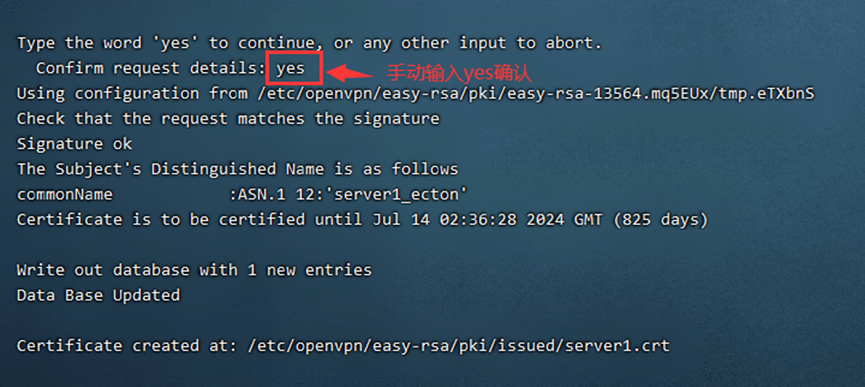 Type the word 'yes' to continue, or any other input to abort.
Confirm request details: yes 手动输入yes确认
Using configuration from /etc/openvpn/easy-rsa/pki/easy-rsa-13564.mq5EUx/tmp.eTXbnS
Check that the request matches the signature
Signature ok
The Subject's Distinguished Name is as follows
commonName            :ASN.1 12:'server1_ecton'
Certificate is to be certified until Jul 14 02:36:28 2024 GMT (825 days)
Write out database with 1 new entries
Data Base Updated
Certificate created at: /etc/openvpn/easy-rsa/pki/issued/server1.crt